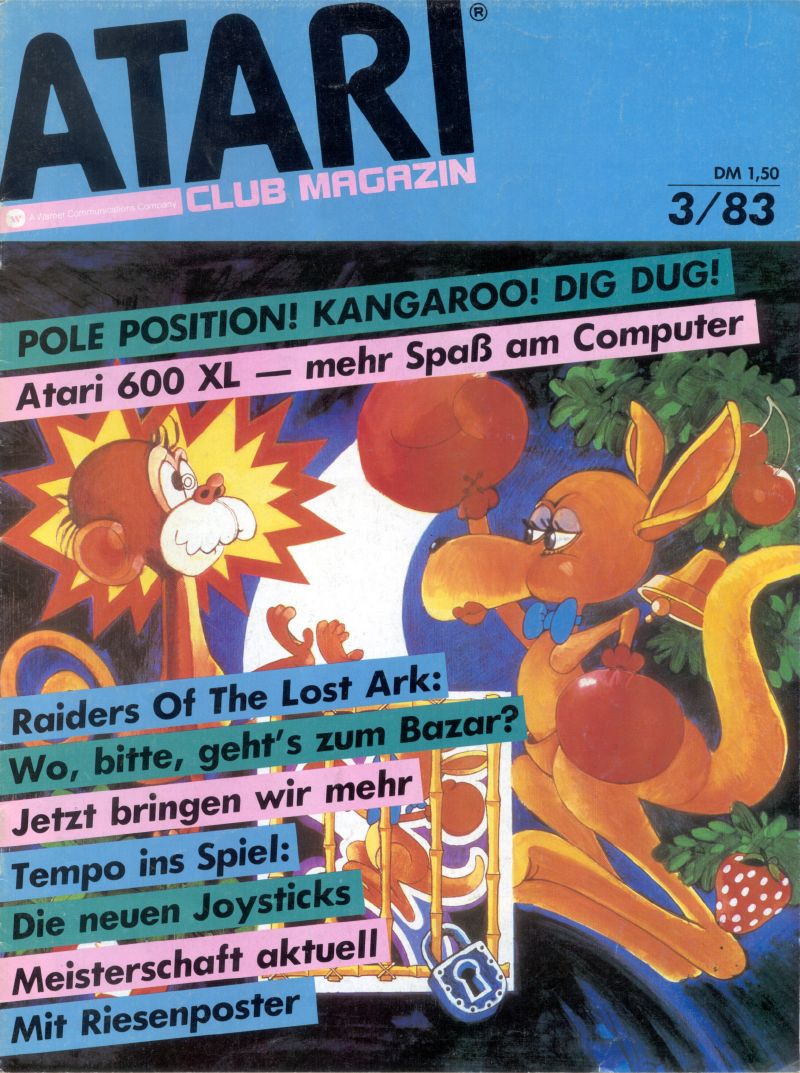 ATARI®
CLUB MAGAZIN
A Warner Communications Company
DM 1,50
3/83
POLE POSITION! KANGAROO! DIG DUG!
Atari 600 XL — mehr Spaß am Computer
Raiders Of The Lost Ark:
Wo, bitte, geht's zum Bazar?
Jetzt bringen wir mehr
Tempo ins Spiel:
Die neuen Joysticks
Meisterschaft aktuell
Mit Riesenposter